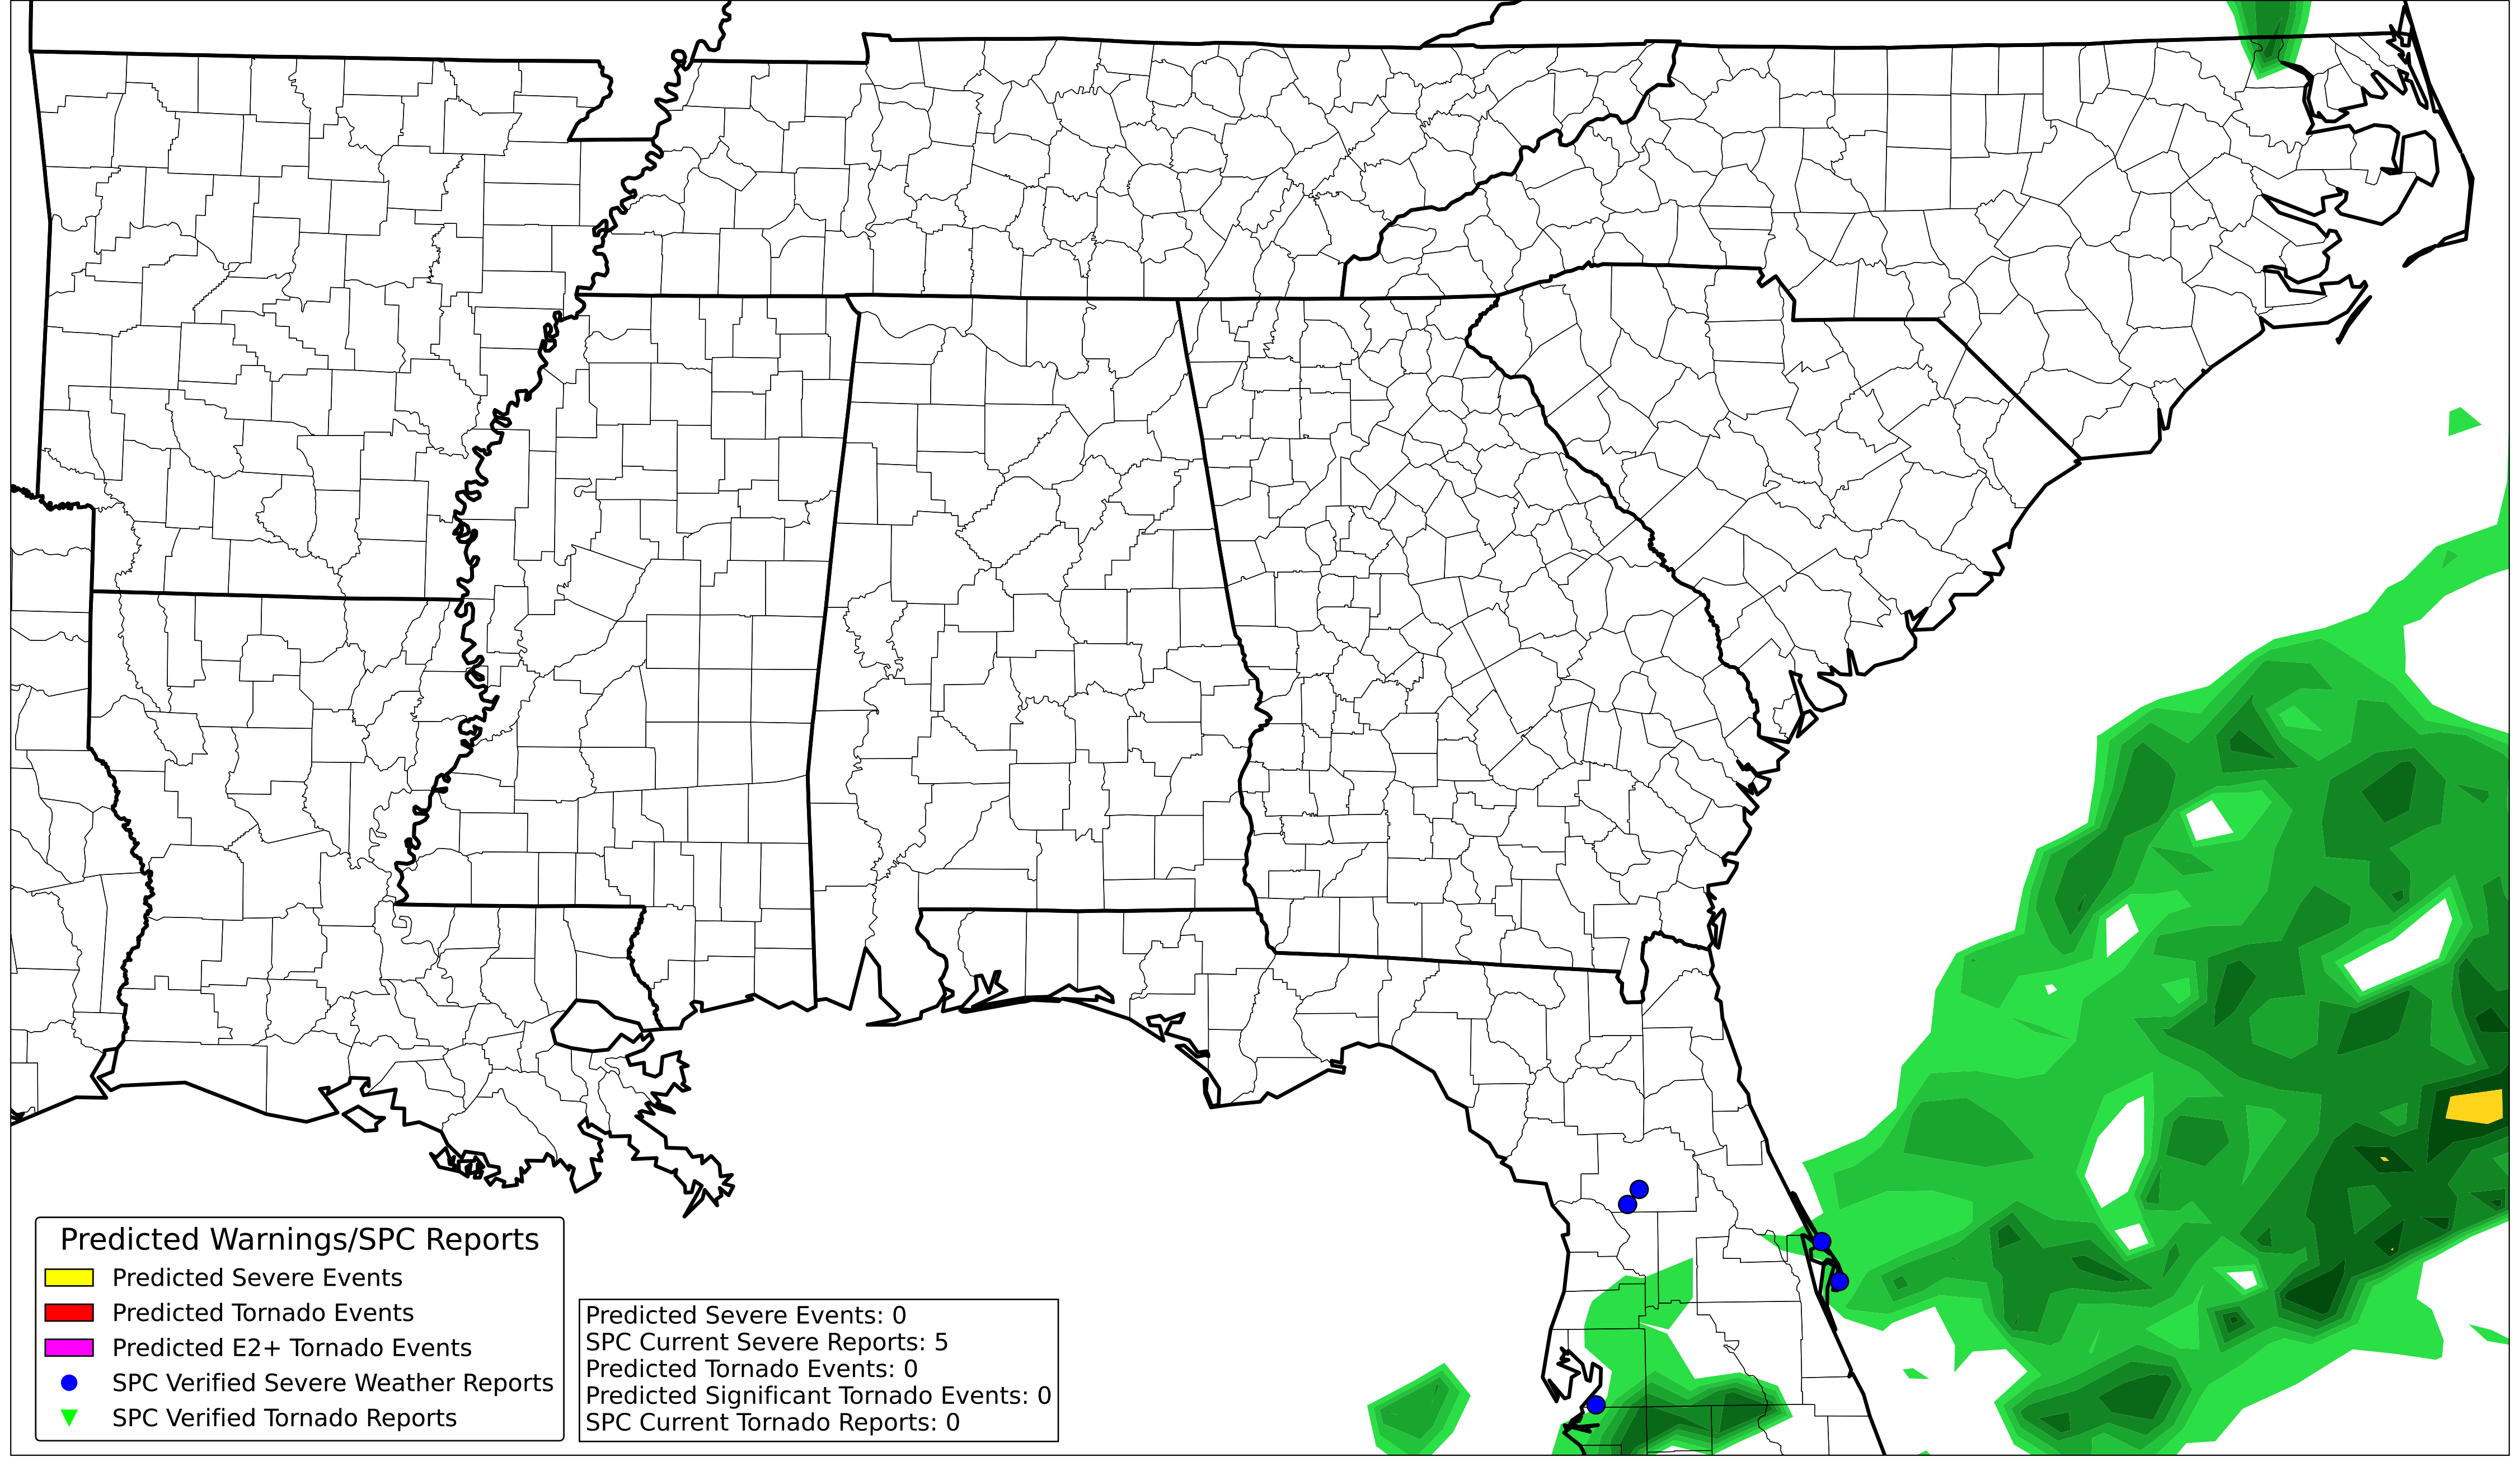 Predicted Warnings/SPC Reports
Predicted Severe Events
Predicted Tornado Events
Predicted E2+ Tornado Events
SPC Verified Severe Weather Reports
SPC Verified Tornado Reports
Predicted Severe Events: 0
SPC Current Severe Reports: 5
Predicted Tornado Events: 0
Predicted Significant Tornado Events: 0
SPC Current Tornado Reports: 0